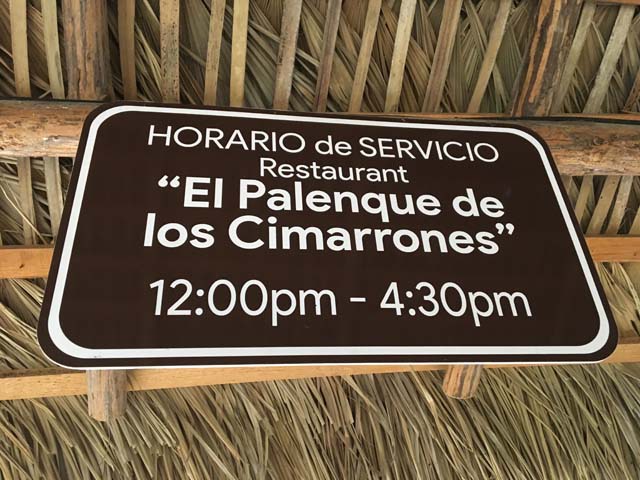 HORARIO de SERVICIO
Restaurant
“El Palenque de
los Cimarrones”
12:00pm - 4:30pm